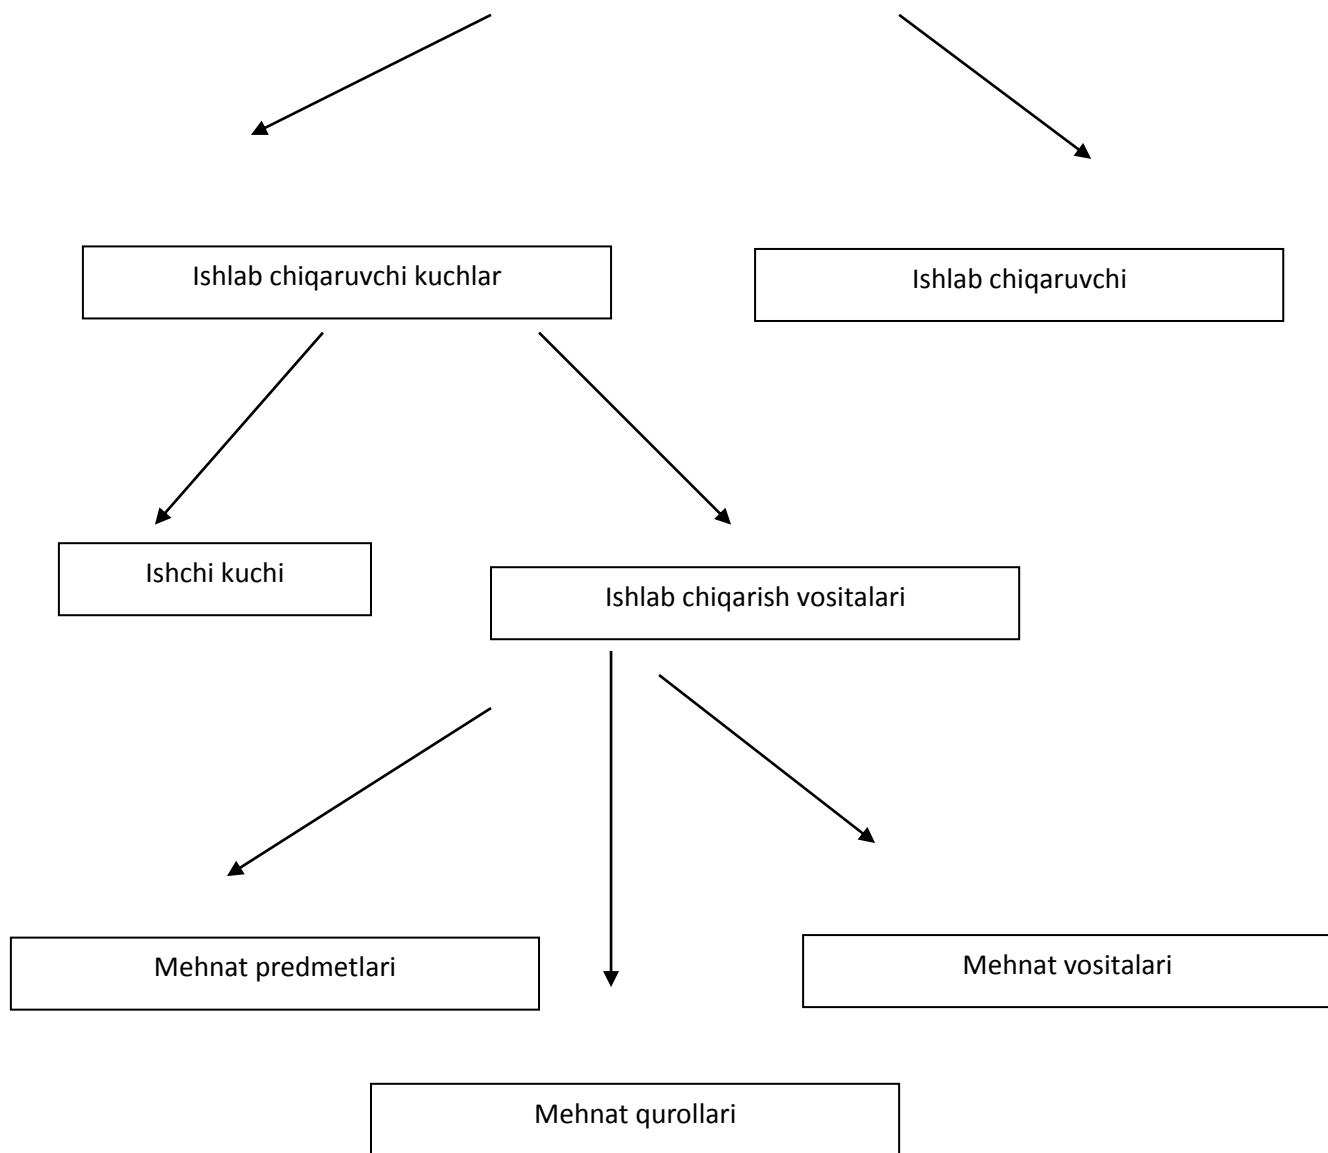 Ishlab chiqaruvchi kuchlar
Ishlab chiqaruvchi
Ishchi kuchi
Ishlab chiqarish vositalari
Mehnat predmetlari
Mehnat vositalari
Mehnat qurollari